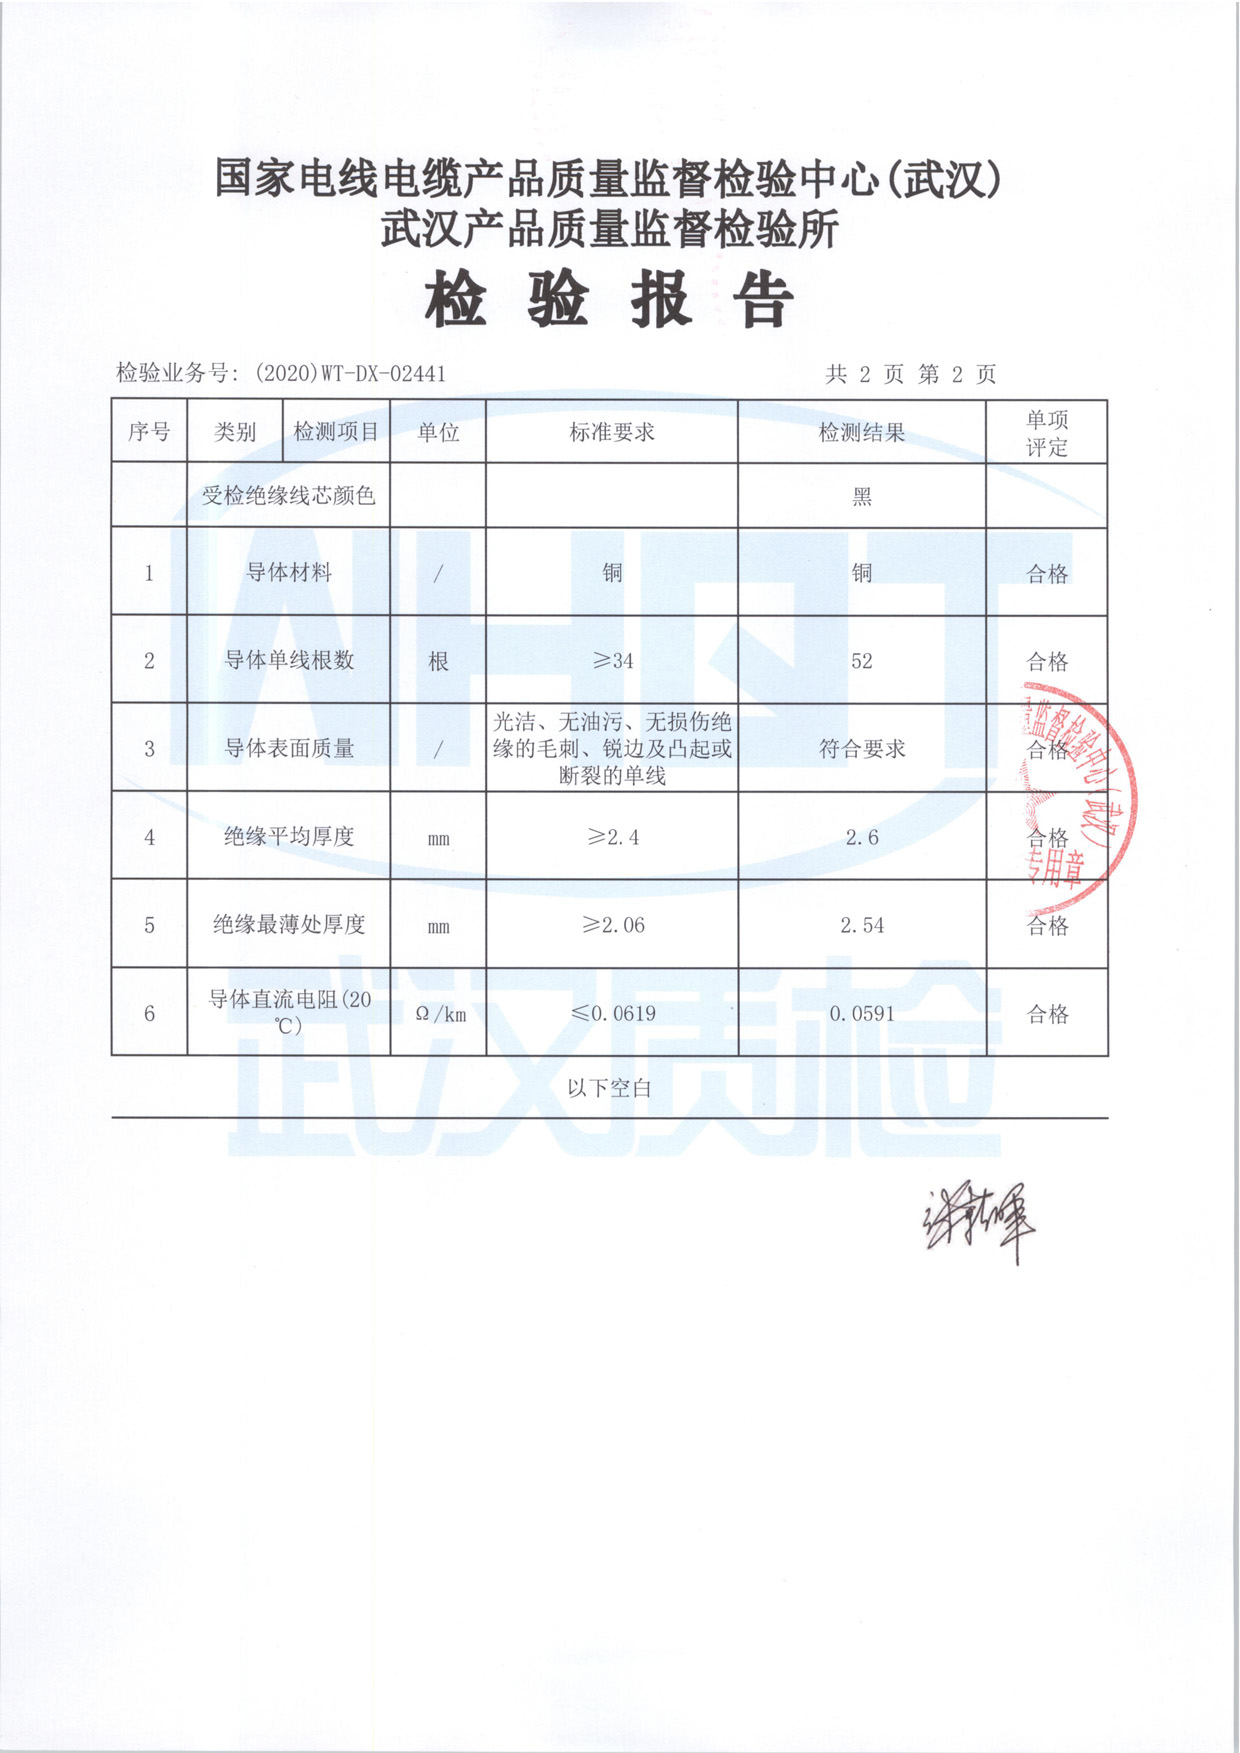 国家电线电缆产品质量监督检验中心(武汉)
武汉产品质量监督检验所
检验报告
检验业务号: (2020)WT-DX-02441
共 2 页 第 2 页
序号 类别 检测项目 单位 标准要求 检测结果 单项
评定
受检绝缘线芯颜色 黑
1 导体材料 / 铜 铜 合格
2 导体单线根数 根 ≥34 52 合格
3 导体表面质量 / 光洁、无油污、无损伤绝
缘的毛刺、锐边及凸起或
断裂的单线 符合要求 合格
4 绝缘平均厚度 mm ≥2.4 2.6 合格
5 绝缘最薄处厚度 mm ≥2.06 2.54 合格
6 导体直流电阻(20
℃) Ω/km ≤0.0619 0.0591 合格
以下空白
WHQT
武汉质检
检验中心(武汉)
专用章